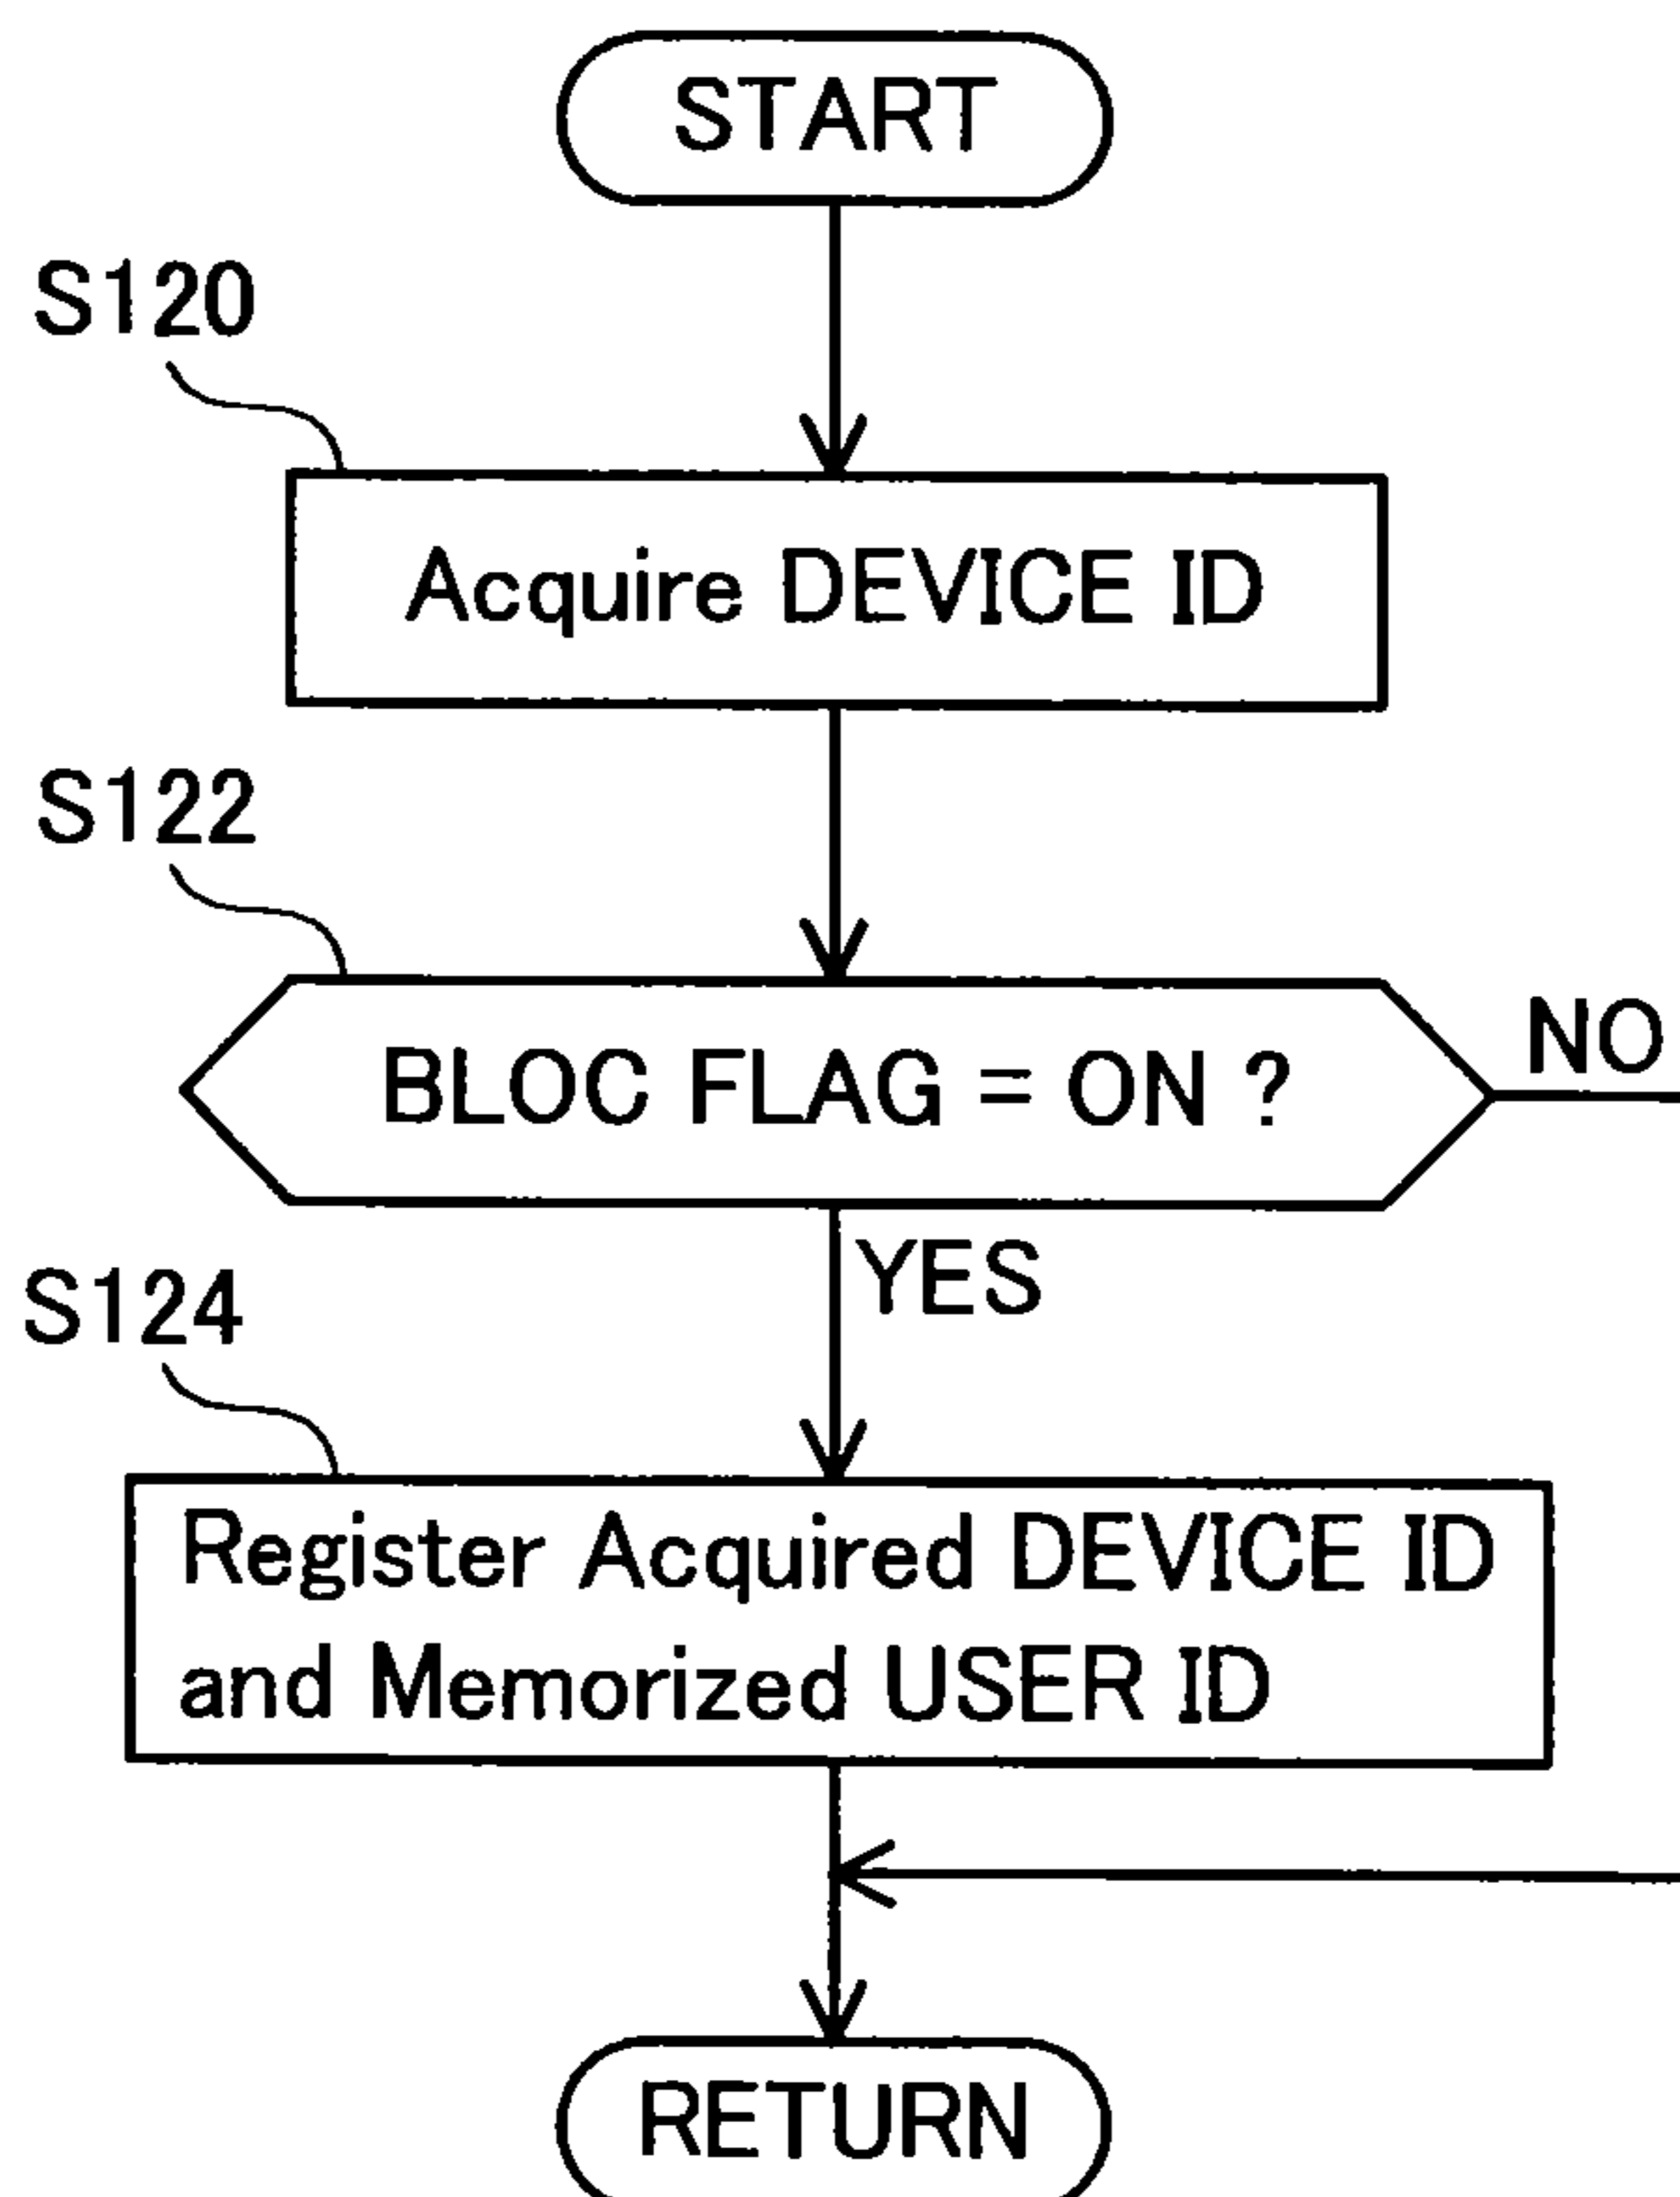 START
S120
Acquire DEVICE ID
S122
BLOC FLAG = ON ?
NO
YES
S124
Register Acquired DEVICE ID
and Memorized USER ID
RETURN